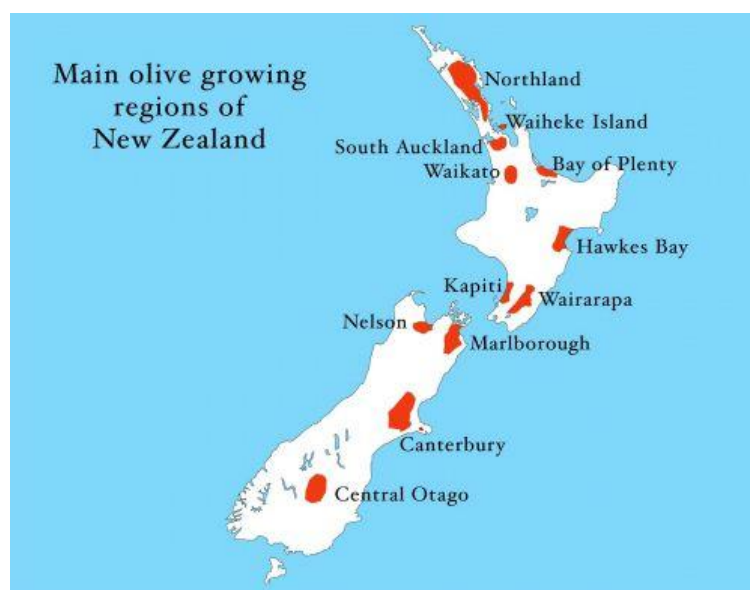 Main olive growing
regions of
New Zealand
Northland
Waiheke Island
South Auckland
Waikato
Bay of Plenty
Hawkes Bay
Kapiti
Wairarapa
Nelson
Marlborough
Canterbury
Central Otago